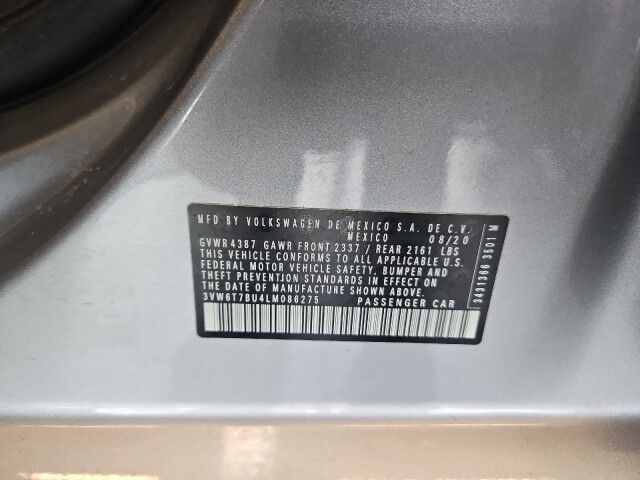 MFD BY VOLKSWAGEN DE MEXICO S.A. DE C.V.
MEXICO 08/20
GVWR 4387 GAWR FRONT 2337 / REAR 2161 LBS
THIS VEHICLE CONFORMS TO ALL APPLICABLE U.S.
FEDERAL MOTOR VEHICLE SAFETY, BUMPER AND
THEFT PREVENTION STANDARDS IN EFFECT ON
THE DATE OF MANUFACTURE SHOWN ABOVE.
3VW6T7BU4LM086275 PASSENGER CAR
3431366 3501 M